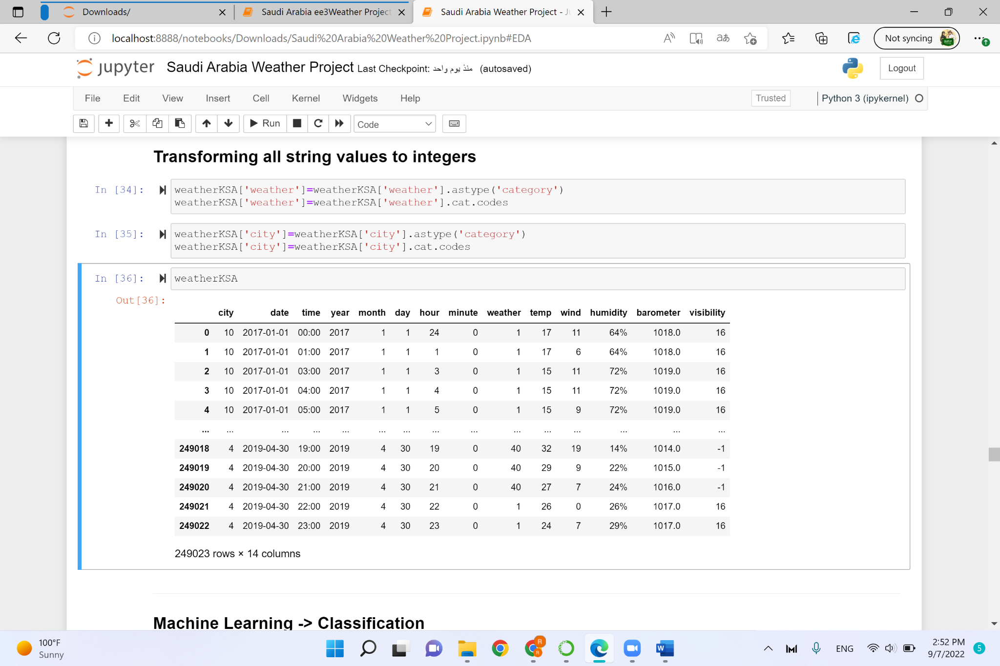 Downloads/
Saudi Arabia ee3Weather Project
Saudi Arabia Weather Project - Ju
localhost:8888/notebooks/Downloads/Saudi%20Arabia%20Weather%20Project.ipynb#EDA
Not syncing
jupyter Saudi Arabia Weather Project Last Checkpoint: منذ يوم واحد (autosaved)
Logout
File Edit View Insert Cell Kernel Widgets Help Trusted Python 3 (ipykernel)
Run Code
Transforming all string values to integers
In [34]: weatherKSA['weather']=weatherKSA['weather'].astype('category')
weatherKSA['weather']=weatherKSA['weather'].cat.codes
In [35]: weatherKSA['city']=weatherKSA['city'].astype('category')
weatherKSA['city']=weatherKSA['city'].cat.codes
In [36]: weatherKSA
Out[36]:
city date time year month day hour minute weather temp wind humidity barometer visibility
0 10 2017-01-01 00:00 2017 1 1 24 0 1 17 11 64% 1018.0 16
1 10 2017-01-01 01:00 2017 1 1 1 0 1 17 6 64% 1018.0 16
2 10 2017-01-01 03:00 2017 1 1 3 0 1 15 11 72% 1019.0 16
3 10 2017-01-01 04:00 2017 1 1 4 0 1 15 11 72% 1019.0 16
4 10 2017-01-01 05:00 2017 1 1 5 0 1 15 9 72% 1019.0 16
... ... ... ... ... ... ... ... ... ... ... ... ... ... ...
249018 4 2019-04-30 19:00 2019 4 30 19 0 40 32 19 14% 1014.0 -1
249019 4 2019-04-30 20:00 2019 4 30 20 0 40 29 9 22% 1015.0 -1
249020 4 2019-04-30 21:00 2019 4 30 21 0 40 27 7 24% 1016.0 -1
249021 4 2019-04-30 22:00 2019 4 30 22 0 1 26 0 26% 1017.0 16
249022 4 2019-04-30 23:00 2019 4 30 23 0 1 24 7 29% 1017.0 16
249023 rows × 14 columns
Machine Learning -> Classification
100°F
Sunny
ENG
2:52 PM
9/7/2022
5